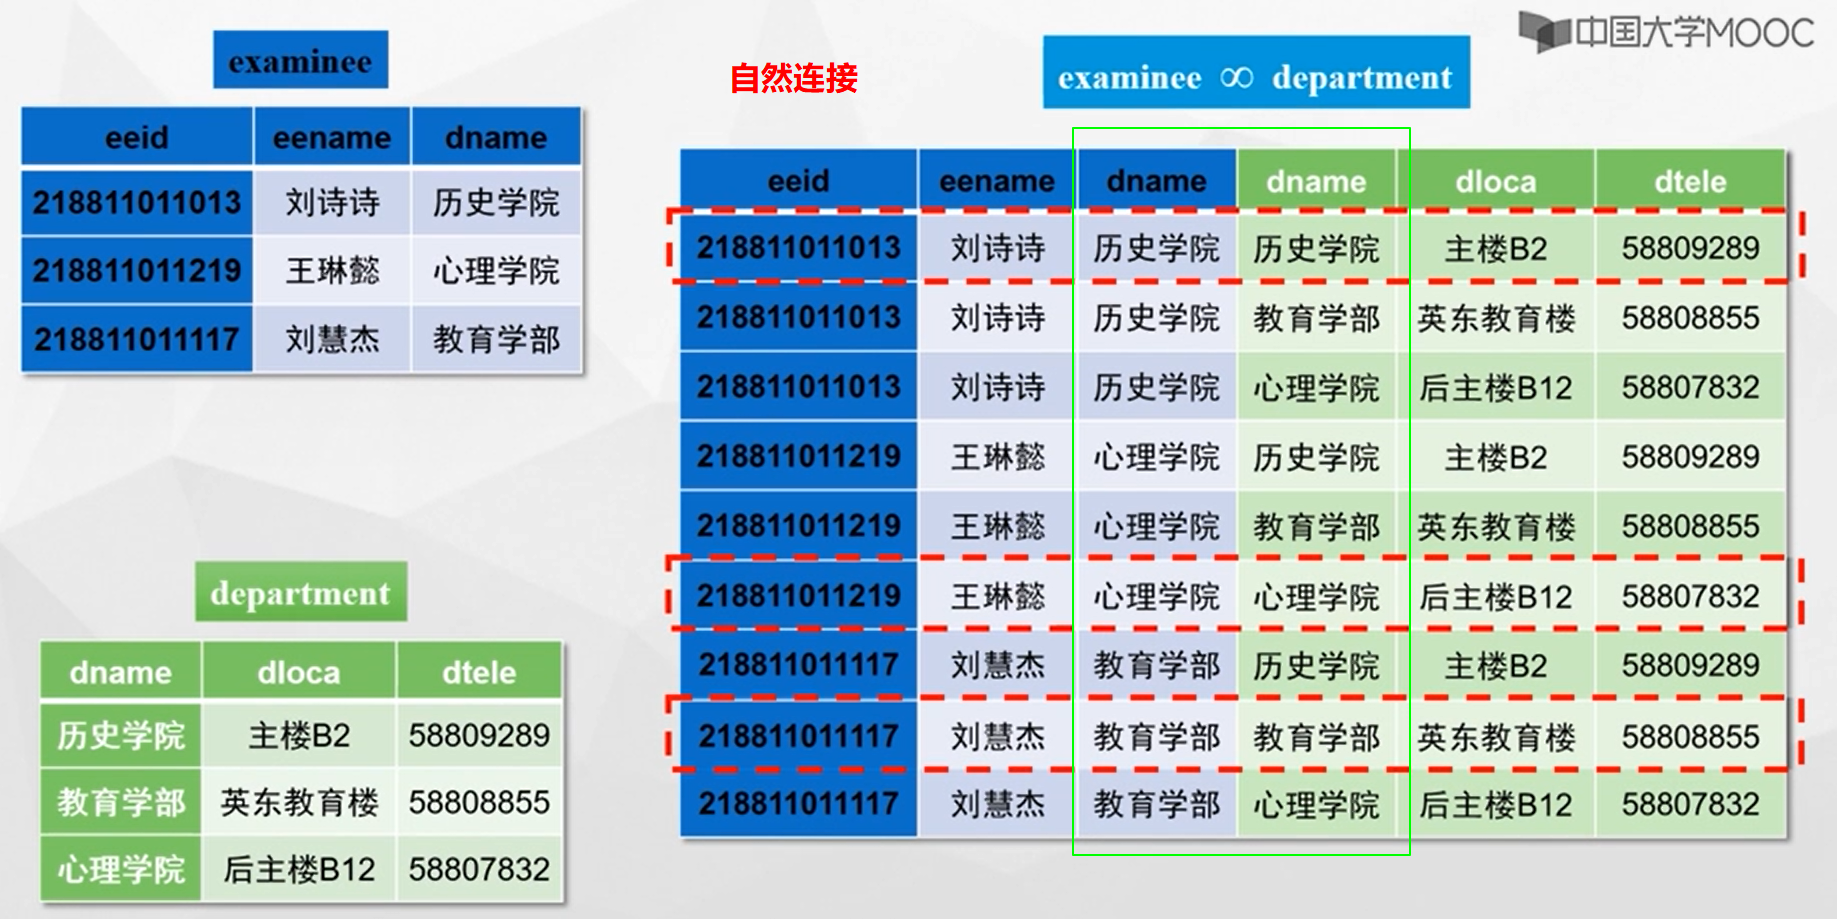 中国大学MOOC
examinee
自然连接
examinee ∞ department
eeid eename dname
218811011013 刘诗诗 历史学院
218811011219 王琳懿 心理学院
218811011117 刘慧杰 教育学部
department
dname dloca dtele
历史学院 主楼B2 58809289
教育学部 英东教育楼 58808855
心理学院 后主楼B12 58807832
eeid eename dname dname dloca dtele
218811011013 刘诗诗 历史学院 历史学院 主楼B2 58809289
218811011013 刘诗诗 历史学院 教育学部 英东教育楼 58808855
218811011013 刘诗诗 历史学院 心理学院 后主楼B12 58807832
218811011219 王琳懿 心理学院 历史学院 主楼B2 58809289
218811011219 王琳懿 心理学院 教育学部 英东教育楼 58808855
218811011219 王琳懿 心理学院 心理学院 后主楼B12 58807832
218811011117 刘慧杰 教育学部 历史学院 主楼B2 58809289
218811011117 刘慧杰 教育学部 教育学部 英东教育楼 58808855
218811011117 刘慧杰 教育学部 心理学院 后主楼B12 58807832